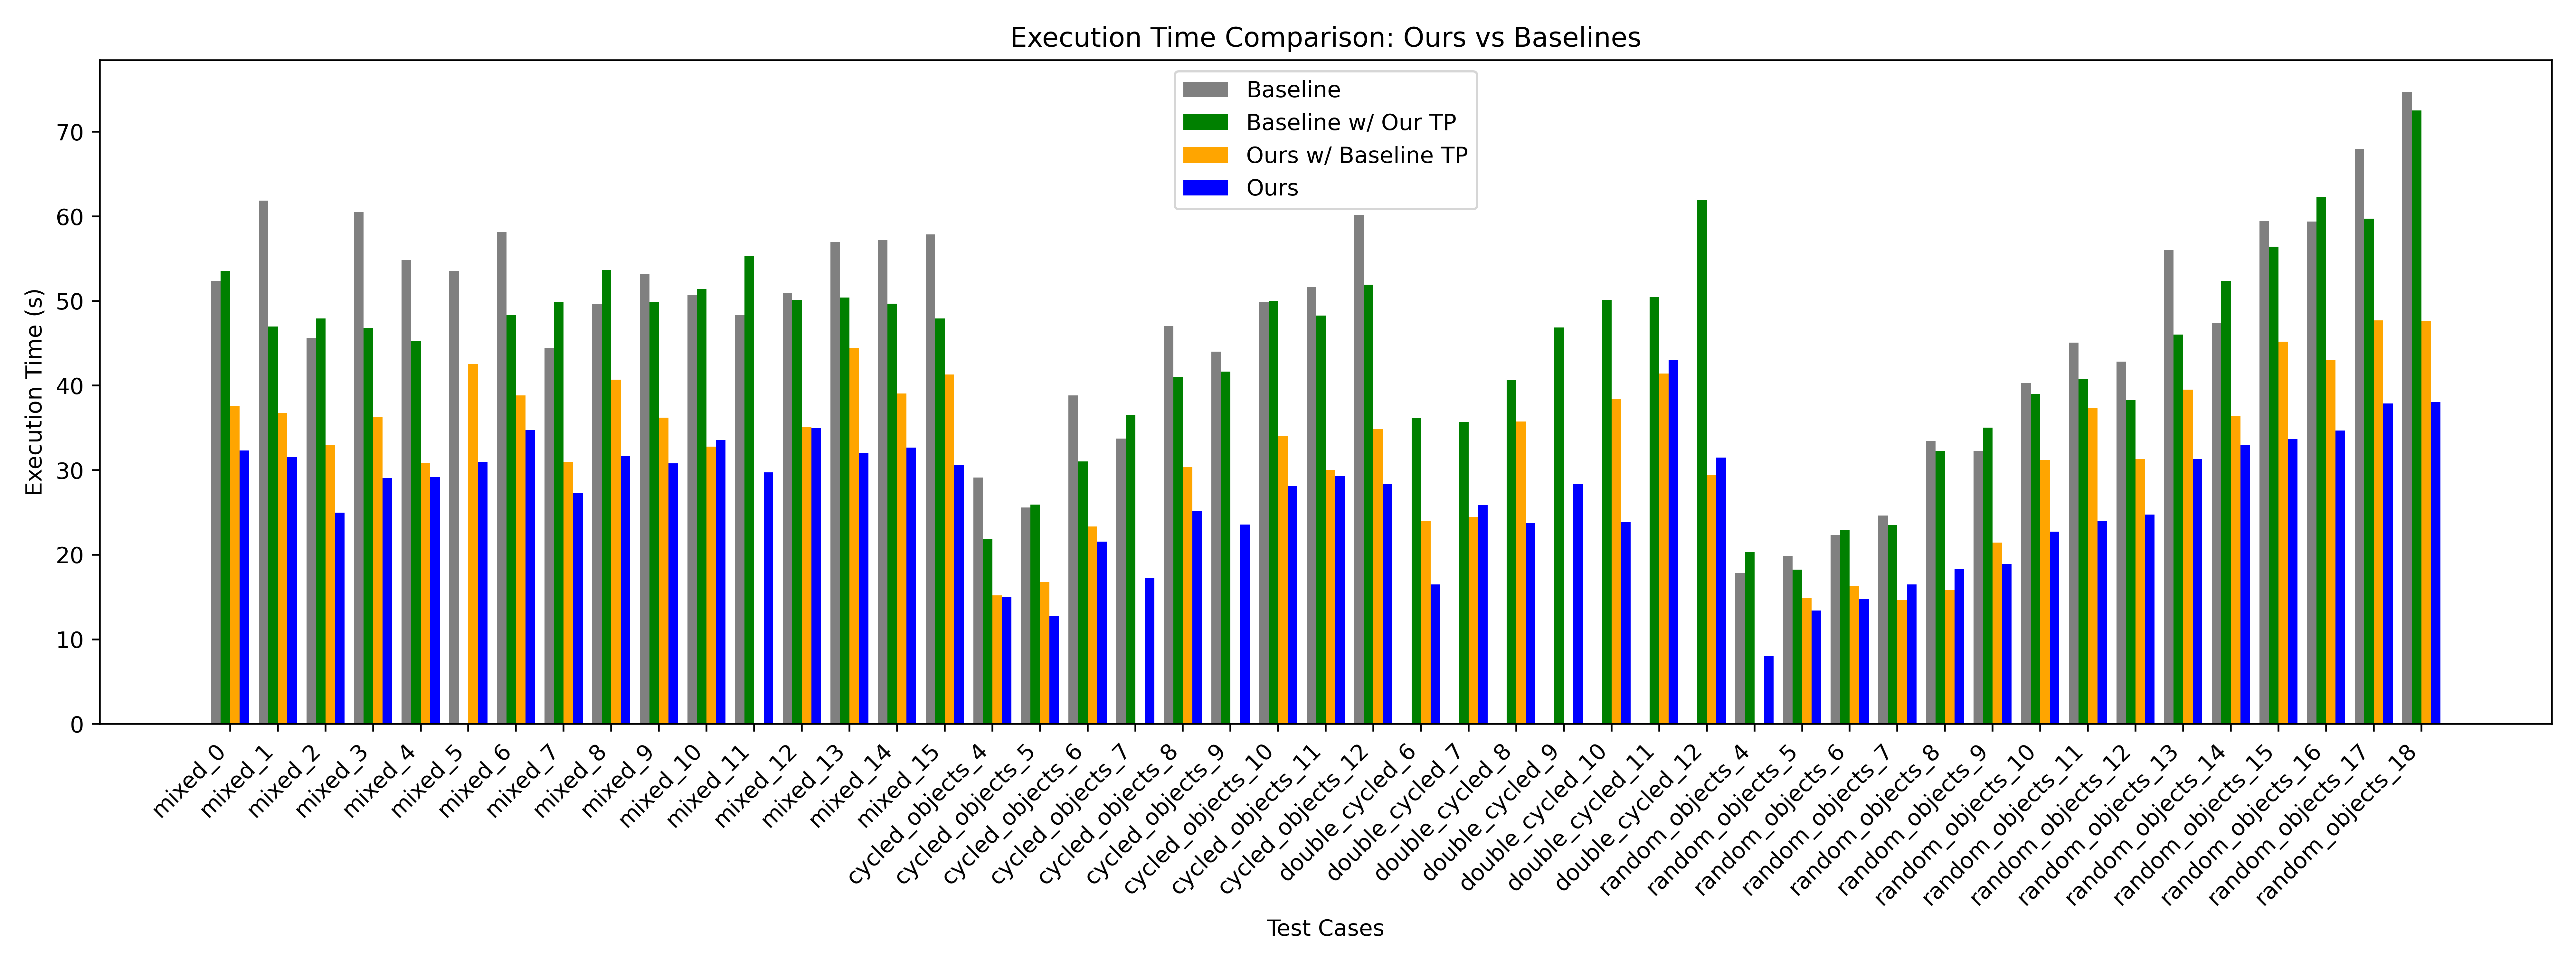 Execution Time Comparison: Ours vs Baselines
Baseline
Baseline w/ Our TP
Ours w/ Baseline TP
Ours
Execution Time (s)
70
60
50
40
30
20
10
0
mixed_0
mixed_1
mixed_2
mixed_3
mixed_4
mixed_5
mixed_6
mixed_7
mixed_8
mixed_9
mixed_10
mixed_11
mixed_12
mixed_13
mixed_14
mixed_15
cycled_objects_4
cycled_objects_5
cycled_objects_6
cycled_objects_7
cycled_objects_8
cycled_objects_9
cycled_objects_10
cycled_objects_11
cycled_objects_12
double_cycled_6
double_cycled_7
double_cycled_8
double_cycled_9
double_cycled_10
double_cycled_11
double_cycled_12
random_objects_4
random_objects_5
random_objects_6
random_objects_7
random_objects_8
random_objects_9
random_objects_10
random_objects_11
random_objects_12
random_objects_13
random_objects_14
random_objects_15
random_objects_16
random_objects_17
random_objects_18
Test Cases